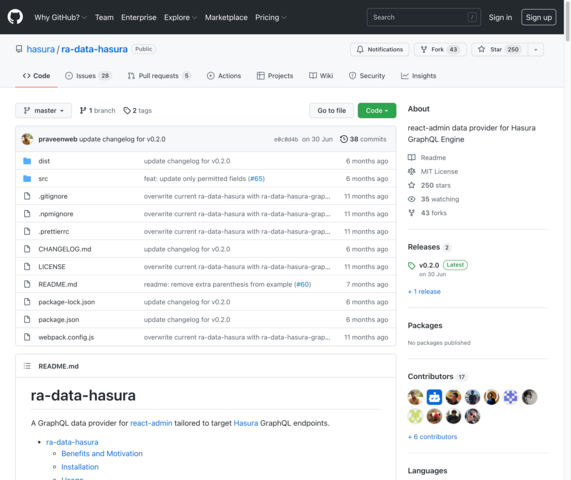 Why GitHub? Team Enterprise Explore Marketplace Pricing Search / Sign in Sign up
hasura / ra-data-hasura Public Notifications Fork 43 Star 250
Code Issues 28 Pull requests 5 Actions Projects Wiki Security Insights
master 1 branch 2 tags Go to file Code
praveenweb update changelog for v0.2.0 e0c0d4b on 30 Jun 38 commits
dist update changelog for v0.2.0 6 months ago
src feat: update only permitted fields (#65) 6 months ago
.gitignore overwrite current ra-data-hasura with ra-data-hasura-grap... 11 months ago
.npmignore overwrite current ra-data-hasura with ra-data-hasura-grap... 11 months ago
.prettierrc overwrite current ra-data-hasura with ra-data-hasura-grap... 11 months ago
CHANGELOG.md update changelog for v0.2.0 6 months ago
LICENSE overwrite current ra-data-hasura with ra-data-hasura-grap... 11 months ago
README.md readme: remove extra parenthesis from example (#60) 7 months ago
package-lock.json update changelog for v0.2.0 6 months ago
package.json update changelog for v0.2.0 6 months ago
webpack.config.js overwrite current ra-data-hasura with ra-data-hasura-grap... 11 months ago
README.md
ra-data-hasura
A GraphQL data provider for react-admin tailored to target Hasura GraphQL endpoints.
ra-data-hasura
Benefits and Motivation
Installation
Usage
About
react-admin data provider for Hasura
GraphQL Engine
Readme
MIT License
250 stars
35 watching
43 forks
Releases 2
v0.2.0 Latest
on 30 Jun
+ 1 release
Packages
No packages published
Contributors 17
+ 6 contributors
Languages